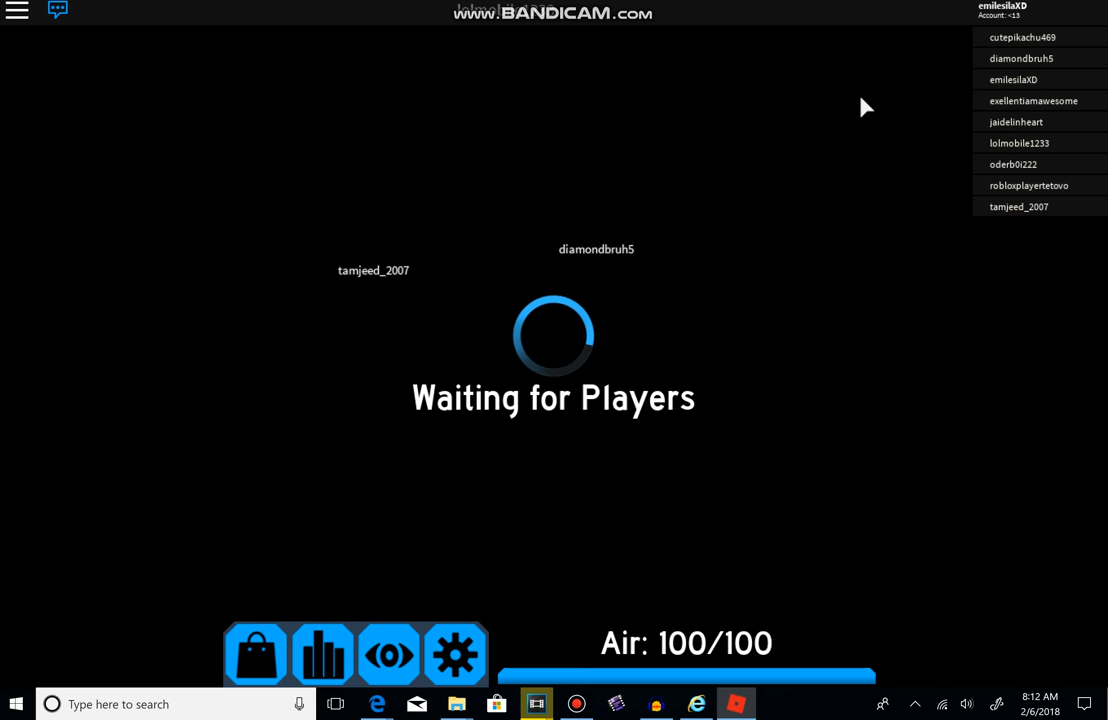 lolmobile1233
www.BANDICAM.com
emilesilaXD
Account: <13
cutepikachu469
diamondbruh5
emilesilaXD
exellentiamawesome
jaidelinheart
lolmobile1233
oderb0i222
robloxplayertetovo
tamjeed_2007
diamondbruh5
tamjeed_2007
Waiting for Players
Air: 100/100
Type here to search
8:12 AM
2/6/2018